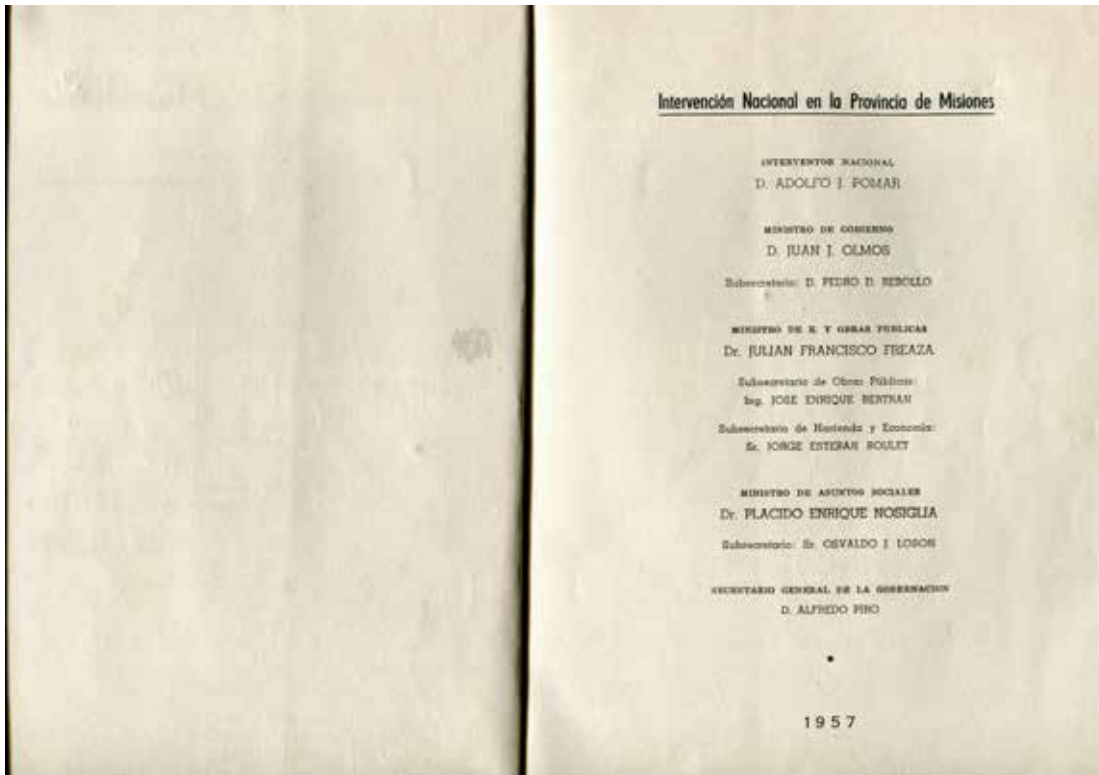 Intervención Nacional en la Provincia de Misiones
INTERVENTOR NACIONAL
D. ADOLFO J. POMAR
MINISTRO DE GOBIERNO
D. JUAN J. OLMOS
Subsecretario: D. PEDRO D. REBOLLO
MINISTRO DE E. Y OBRAS PUBLICAS
Dr. JULIAN FRANCISCO FREAZA
Subsecretario de Obras Públicas:
Ing. JOSE ENRIQUE BERTRAN
Subsecretario de Hacienda y Economía:
Sr. JORGE ESTEBAN ROULET
MINISTRO DE ASUNTOS SOCIALES
Dr. PLACIDO ENRIQUE NOSIGLIA
Subsecretario: Sr. OSVALDO J. LOSON
SECRETARIO GENERAL DE LA GOBERNACION
D. ALFREDO PIRO
1957